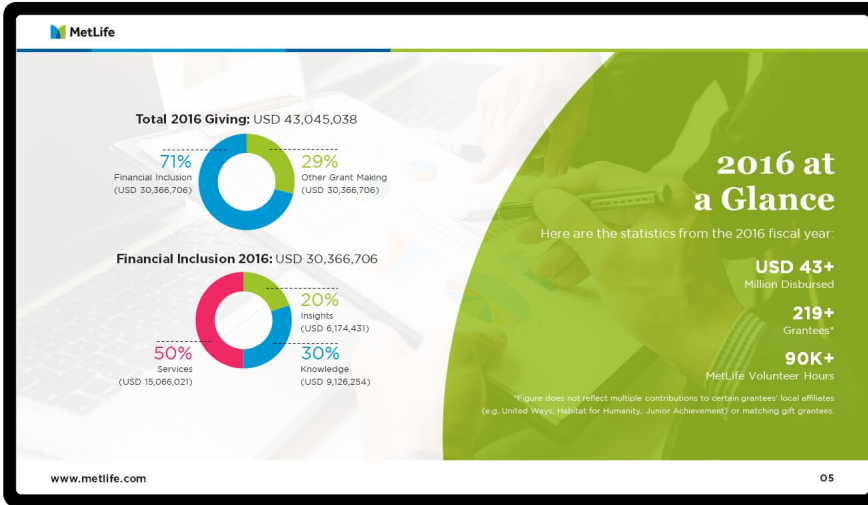 MetLife
Total 2016 Giving: USD 43,045,038
71%
Financial Inclusion
(USD 30,366,706)
29%
Other Grant Making
(USD 30,366,706)
Financial Inclusion 2016: USD 30,366,706
20%
Insights
(USD 6,174,431)
50%
Services
(USD 15,066,021)
30%
Knowledge
(USD 9,126,254)
2016 at
a Glance
Here are the statistics from the 2016 fiscal year:
USD 43+
Million Disbursed
219+
Grantees*
90K+
MetLife Volunteer Hours
*Figure does not reflect multiple contributions to certain grantees' local affiliates
(e.g. United Ways, Habitat for Humanity, Junior Achievement) or matching gift grantees.
www.metlife.com
05